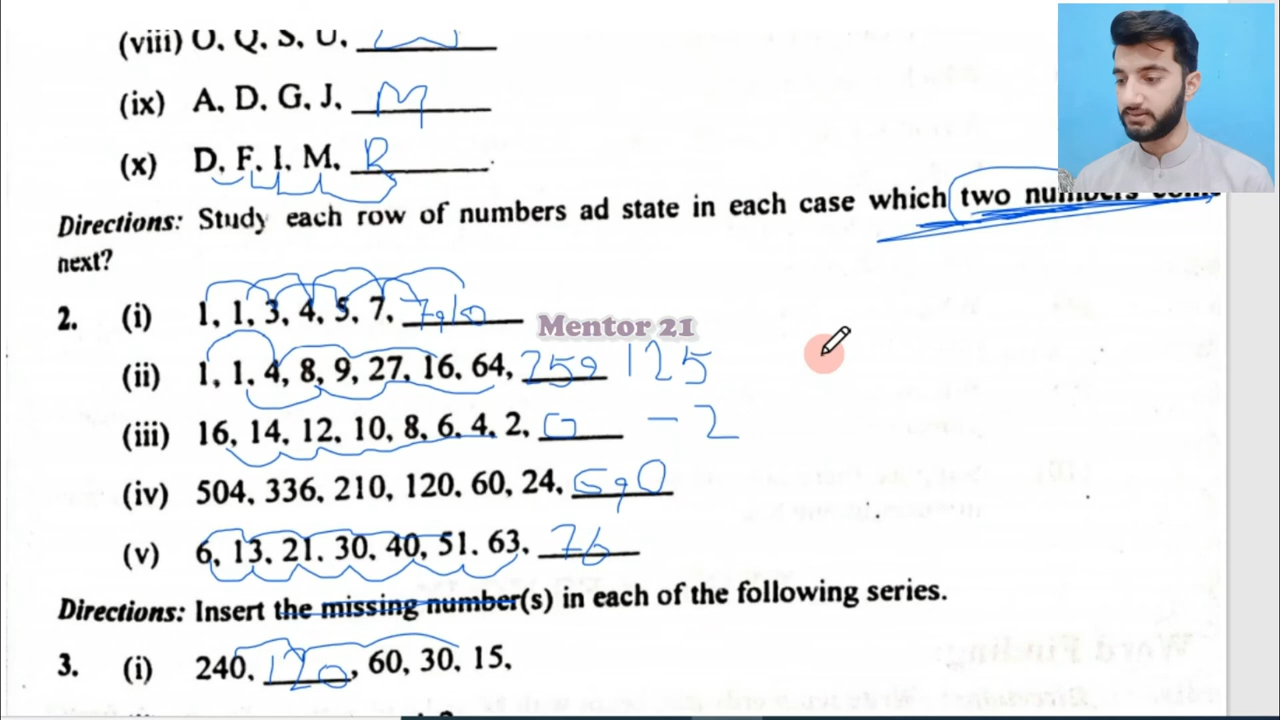 (viii) O, Q, S, U,
(ix) A, D, G, J, M
(x) D, F, I, M, R
Directions: Study each row of numbers ad state in each case which two numbers come
next?
2. (i) 1, 1, 3, 4, 5, 7, 7,10
Mentor 21
(ii) 1, 1, 4, 8, 9, 27, 16, 64, 25, 125
(iii) 16, 14, 12, 10, 8, 6, 4, 2, 0 -2
(iv) 504, 336, 210, 120, 60, 24, 6,0
(v) 6, 13, 21, 30, 40, 51, 63, 76
Directions: Insert the missing number(s) in each of the following series.
3. (i) 240, 120, 60, 30, 15,